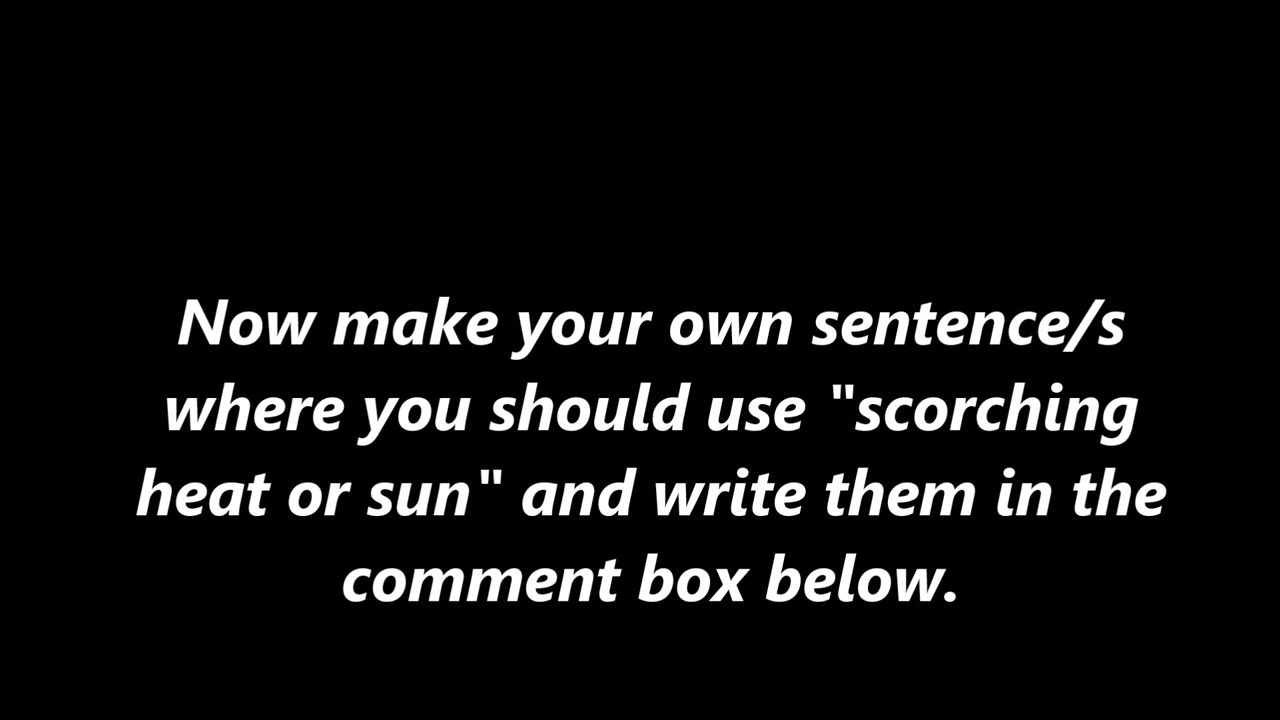 Now make your own sentence/s
where you should use "scorching
heat or sun" and write them in the
comment box below.